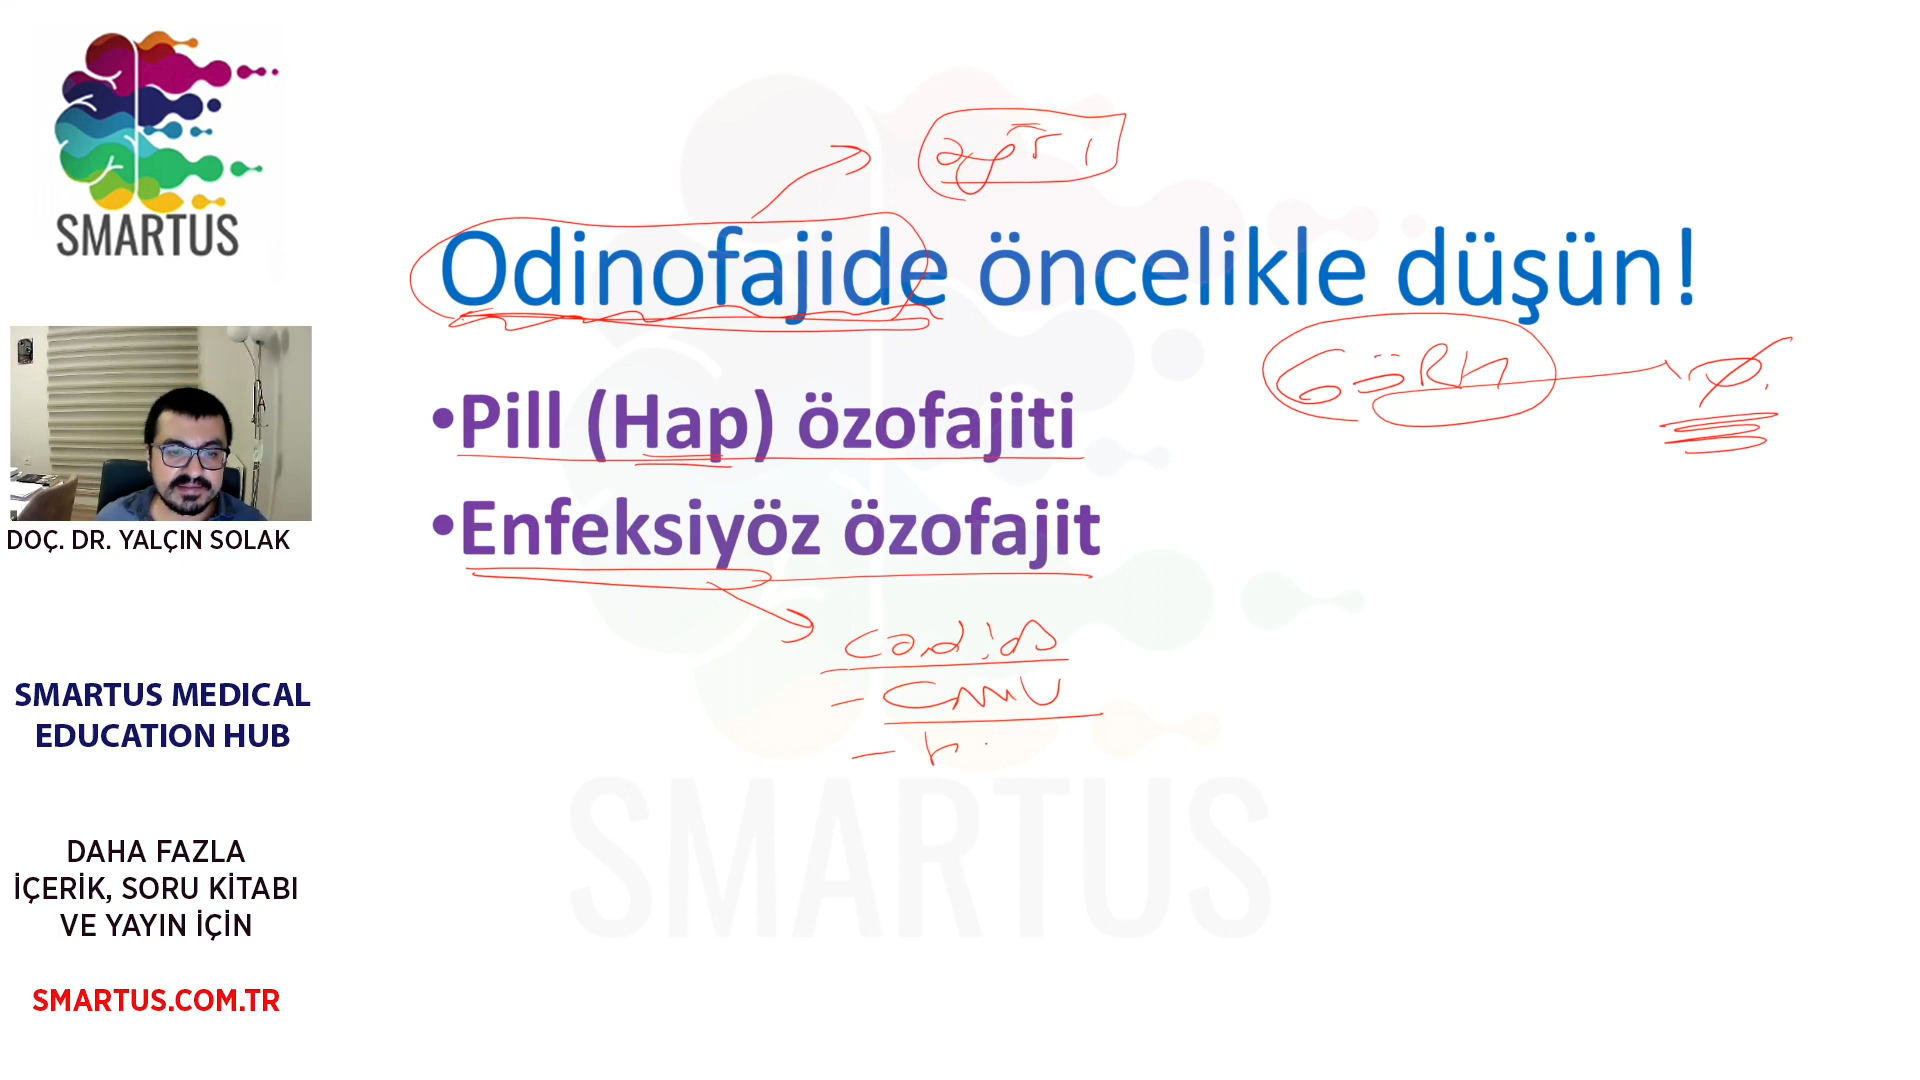 SMARTUS
DOÇ. DR. YALÇIN SOLAK
SMARTUS MEDICAL
EDUCATION HUB
DAHA FAZLA
İÇERİK, SORU KİTABI
VE YAYIN İÇİN
SMARTUS.COM.TR
ağrı
Odinofajide öncelikle düşün!
GÖRH
•Pill (Hap) özofajiti
•Enfeksiyöz özofajit
- CMV
SMARTUS